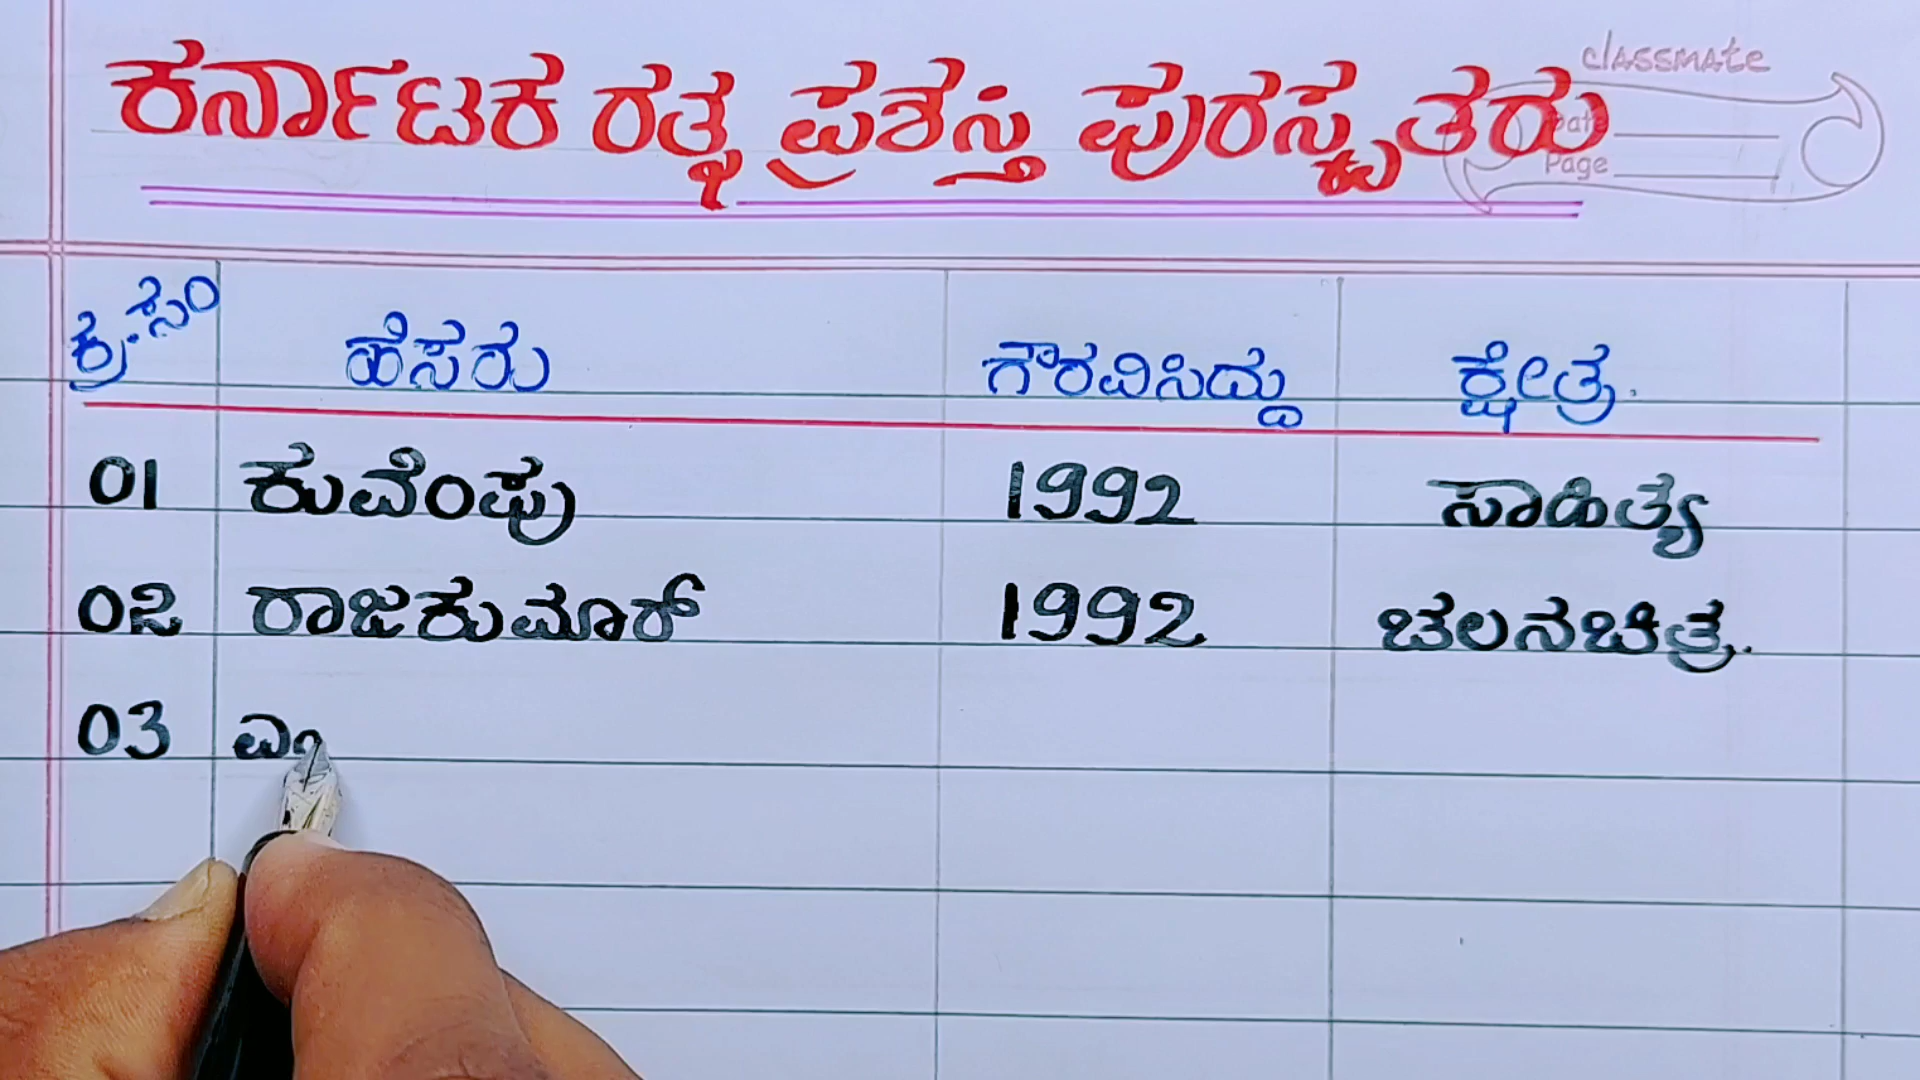 classmate
Date
Page
ಕರ್ನಾಟಕ ರತ್ನ ಪ್ರಶಸ್ತಿ ಪುರಸ್ಕೃತರು
ಕ್ರ.ಸಂ ಹೆಸರು ಗೌರವಿಸಿದ್ದು ಕ್ಷೇತ್ರ.
01 ಕುವೆಂಪು 1992 ಸಾಹಿತ್ಯ
02 ರಾಜಕುಮಾರ್ 1992 ಚಲನಚಿತ್ರ.
03 ಎಂ